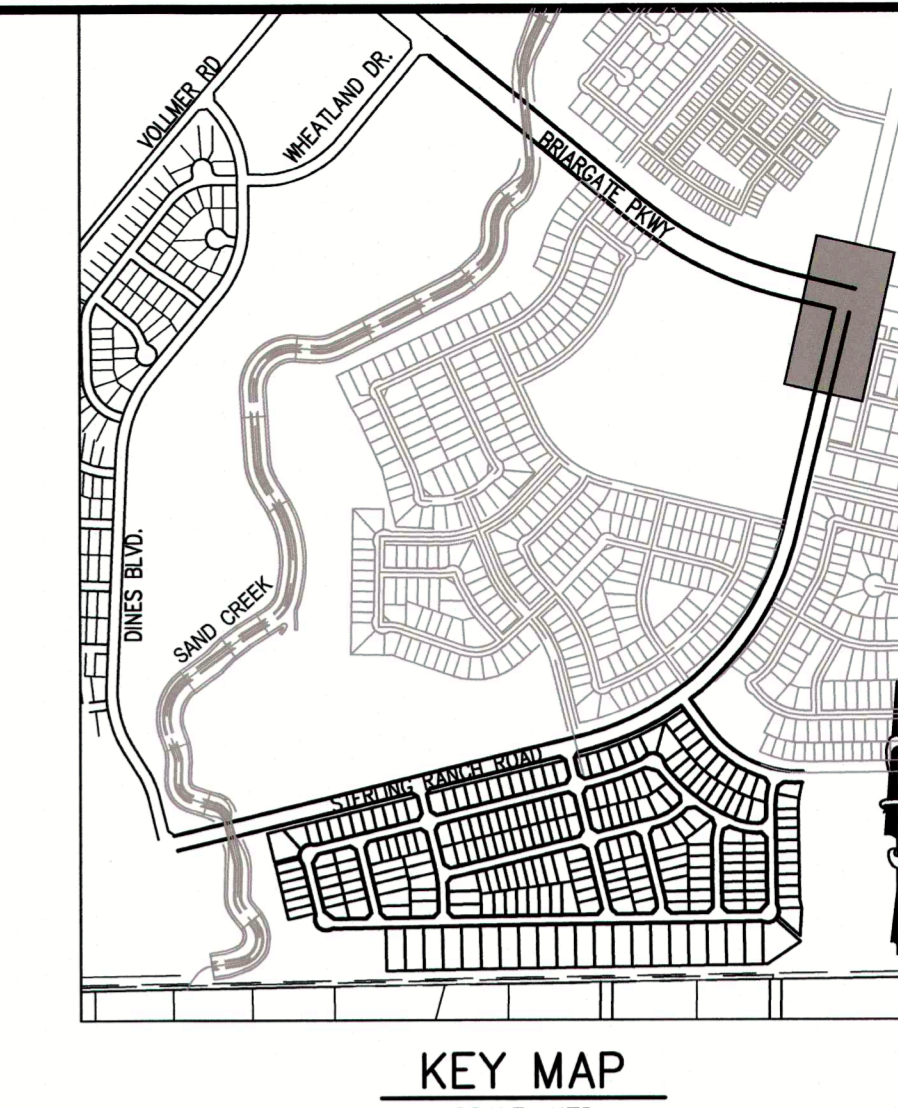 VOLLMER RD
WHEATLAND DR.
BRIARGATE PKWY
DINES BLVD.
SAND CREEK
STERLING RANCH ROAD
KEY MAP